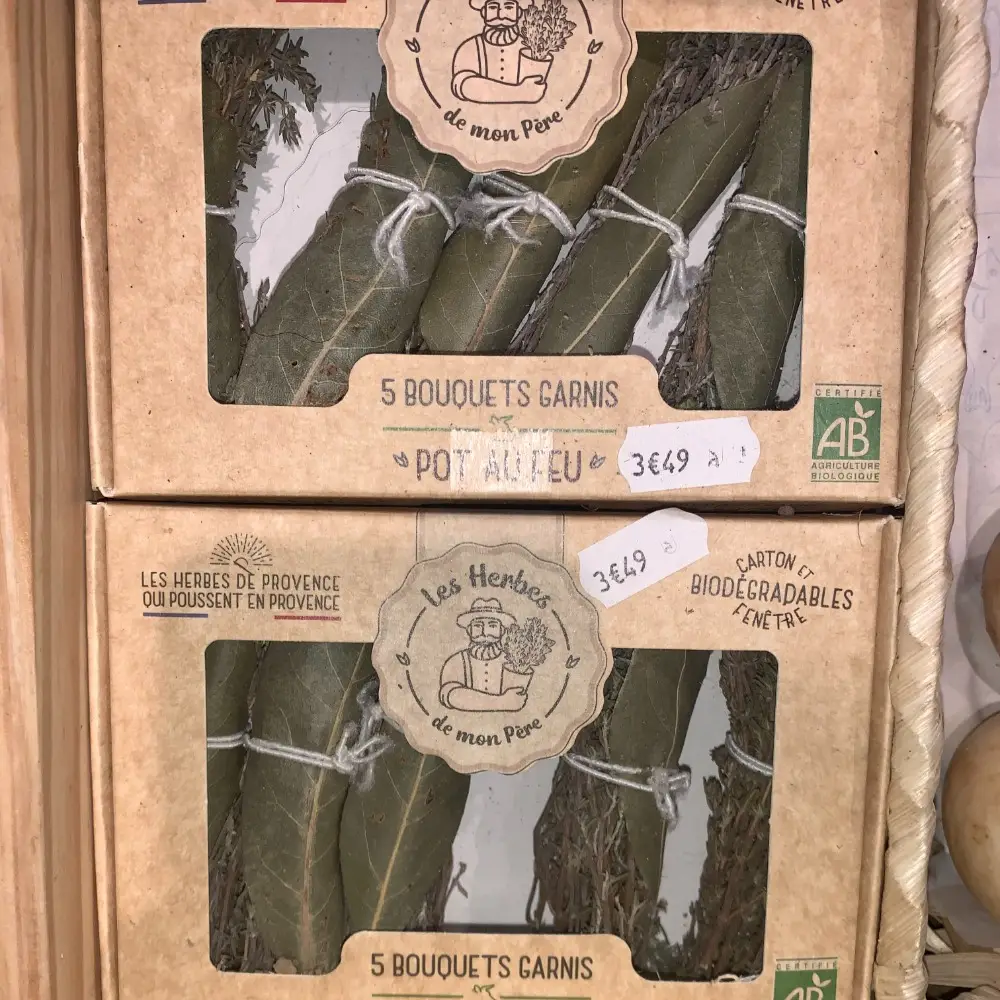 FENÊTRE
de mon Père
5 BOUQUETS GARNIS
POT AU FEU
3€49
CERTIFIÉ
AB
AGRICULTURE
BIOLOGIQUE
LES HERBES DE PROVENCE
QUI POUSSENT EN PROVENCE
Les Herbes
de mon Père
3€49
CARTON ET
BIODÉGRADABLES
FENÊTRE
5 BOUQUETS GARNIS
CERTIFIÉ
AB